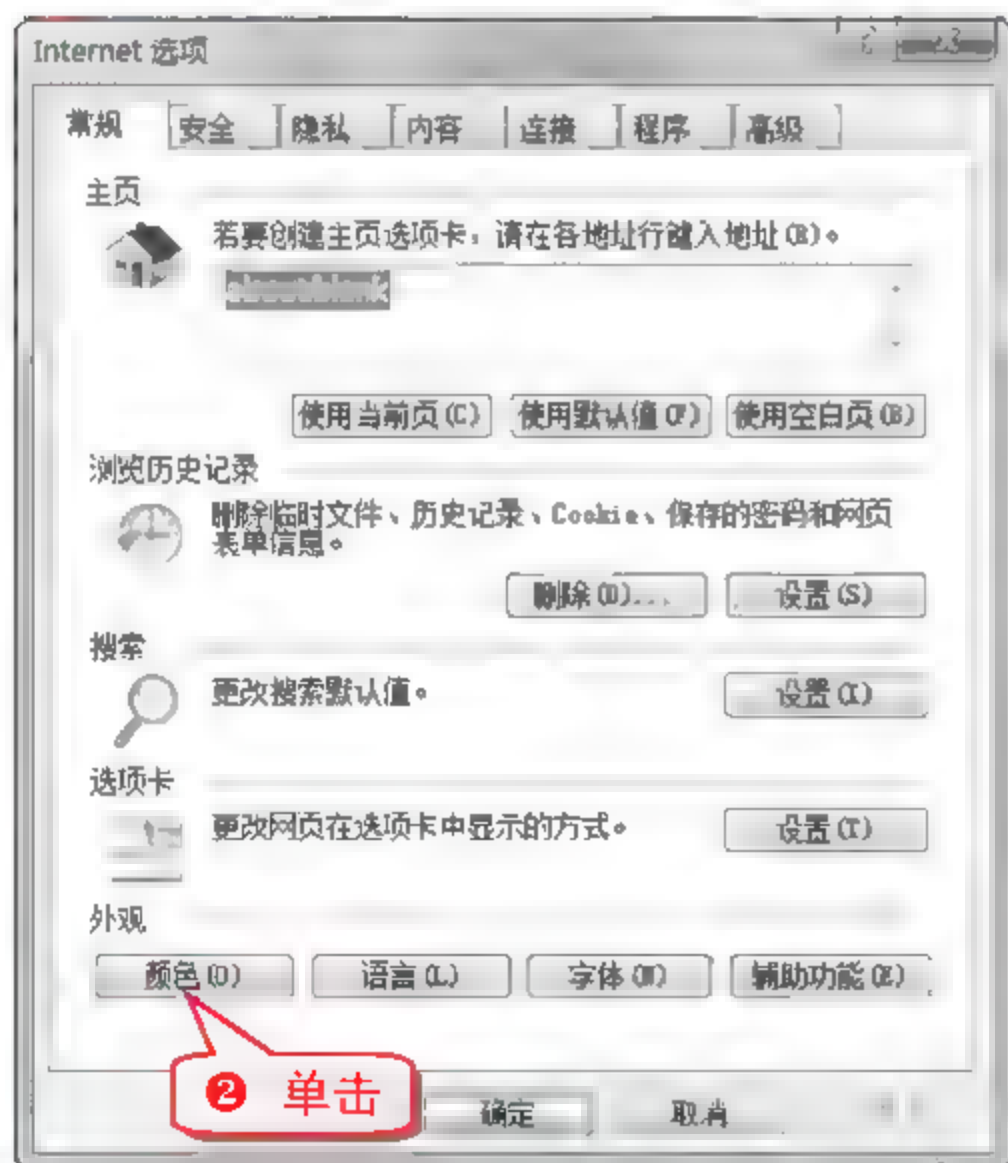 Internet 选项
常规 安全 隐私 内容 连接 程序 高级
主页
若要创建主页选项卡，请在各地址行键入地址(R)。
about:blank
使用当前页(C) 使用默认值(F) 使用空白页(B)
浏览历史记录
删除临时文件、历史记录、Cookie、保存的密码和网页
表单信息。
删除(D)... 设置(S)
搜索
更改搜索默认值。
设置(I)
选项卡
更改网页在选项卡中显示的方式。
设置(T)
外观
颜色(O) 语言(L) 字体(N) 辅助功能(E)
❷ 单击
确定 取消